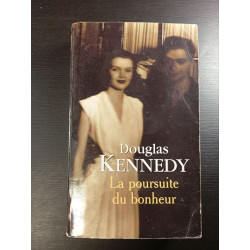 Douglas
KENNEDY
La poursuite
du bonheur